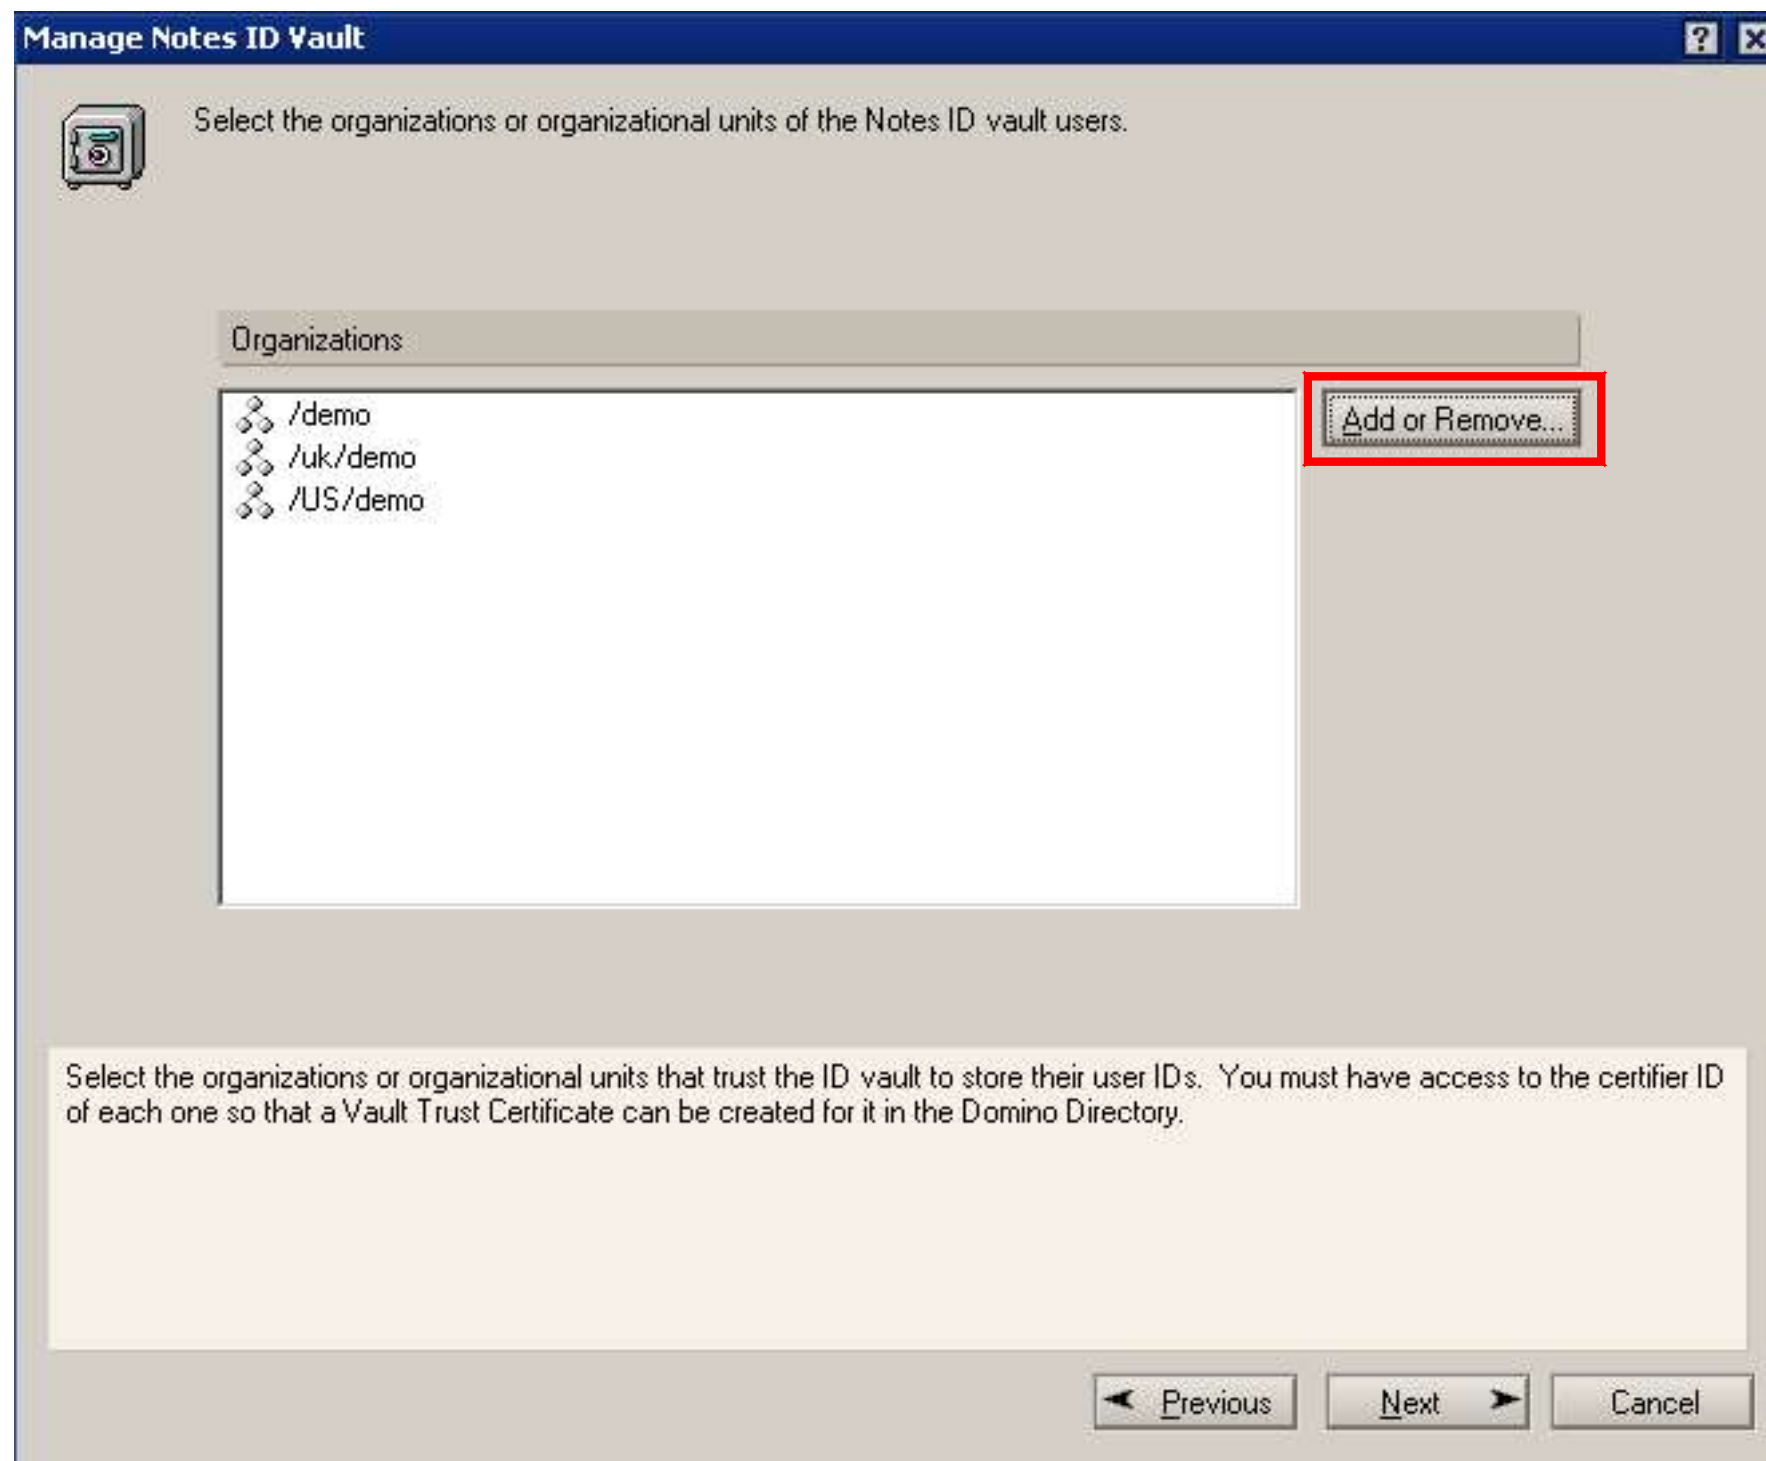 Manage Notes ID Vault
Select the organizations or organizational units of the Notes ID vault users.
Organizations
/demo
/uk/demo
/US/demo
Add or Remove...
Select the organizations or organizational units that trust the ID vault to store their user IDs.  You must have access to the certifier ID
of each one so that a Vault Trust Certificate can be created for it in the Domino Directory.
Previous
Next
Cancel